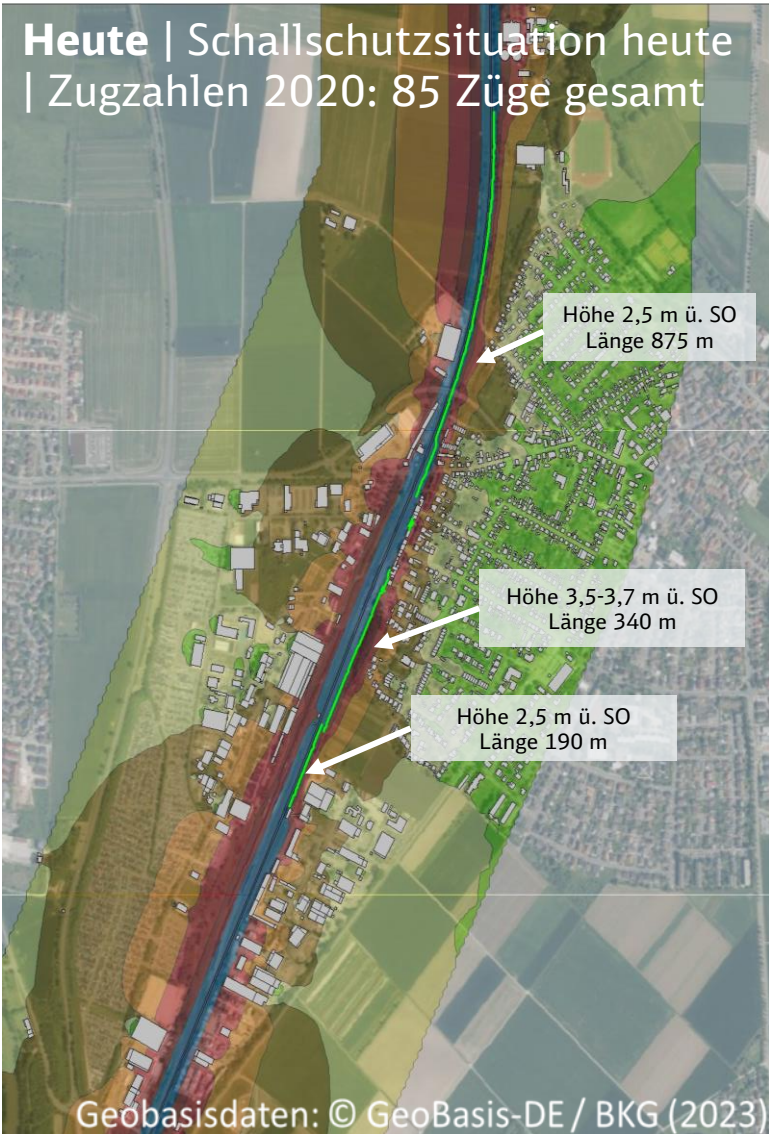 Heute | Schallschutzsituation heute
| Zugzahlen 2020: 85 Züge gesamt
Höhe 2,5 m ü. SO
Länge 875 m
Höhe 3,5-3,7 m ü. SO
Länge 340 m
Höhe 2,5 m ü. SO
Länge 190 m
Geobasisdaten: © GeoBasis-DE / BKG (2023)